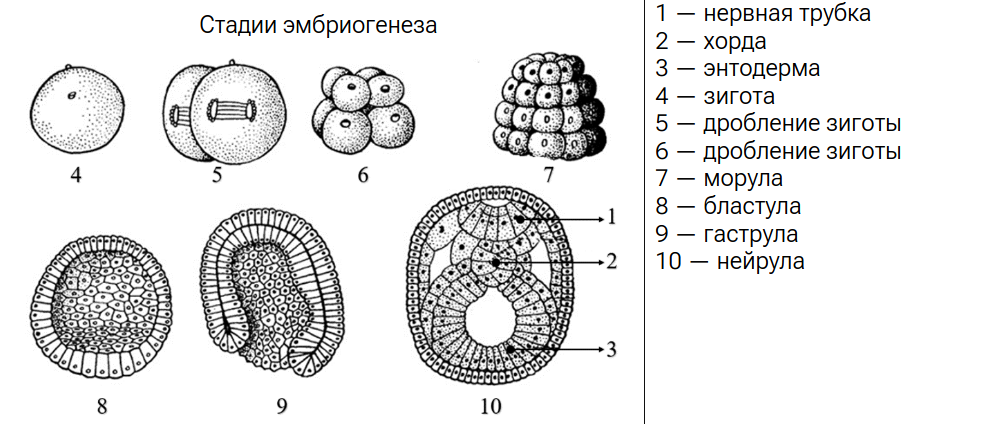 Стадии эмбриогенеза
4 5 6 7
1
2
3
8 9 10
1 — нервная трубка
2 — хорда
3 — энтодерма
4 — зигота
5 — дробление зиготы
6 — дробление зиготы
7 — морула
8 — бластула
9 — гаструла
10 — нейрула